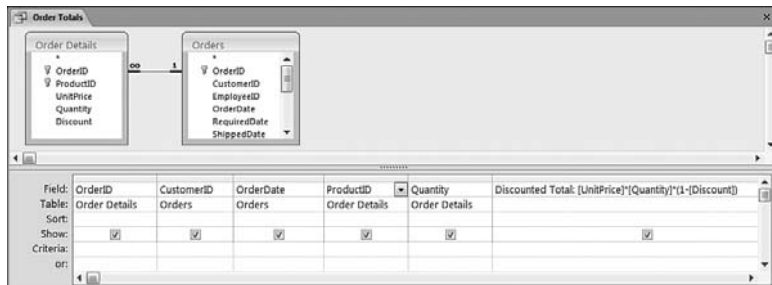 Order Totals
Order Details
*
OrderID
ProductID
UnitPrice
Quantity
Discount
∞ 1
Orders
*
OrderID
CustomerID
EmployeeID
OrderDate
RequiredDate
ShippedDate
Field: OrderID CustomerID OrderDate ProductID Quantity Discounted Total: [UnitPrice]*[Quantity]*(1-[Discount])
Table: Order Details Orders Orders Order Details Order Details
Sort:
Show:
Criteria:
or: